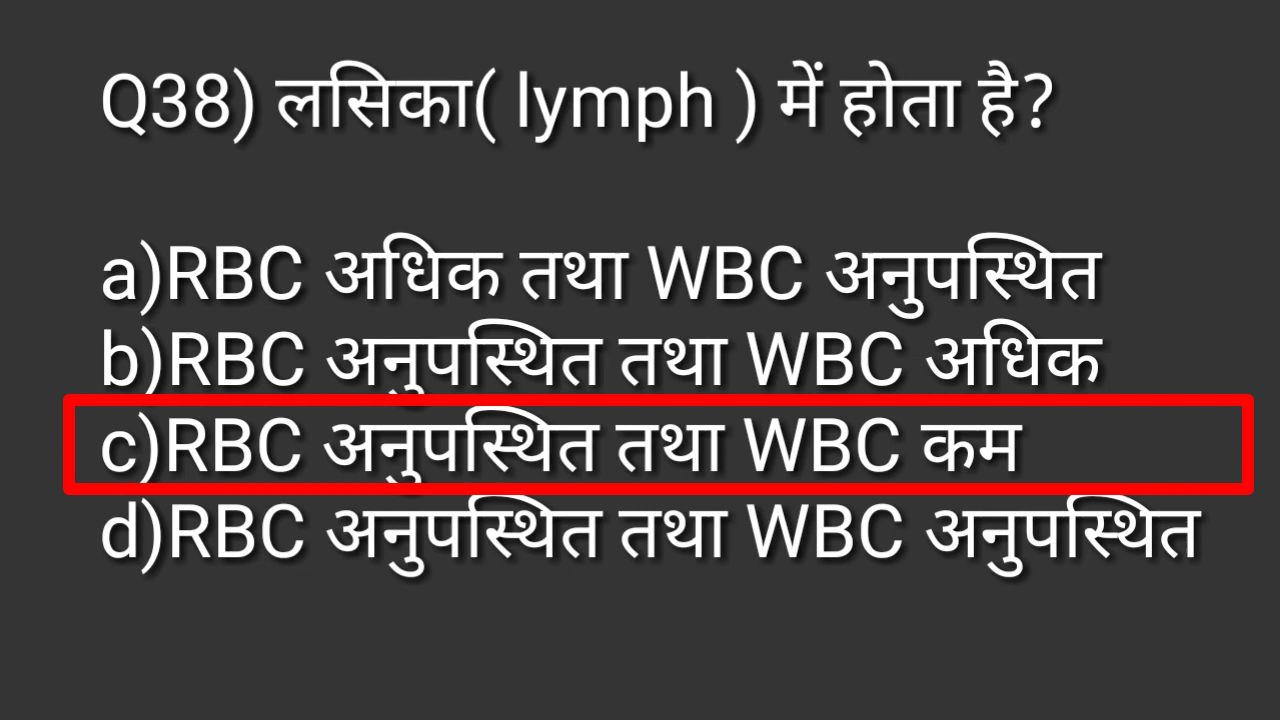 Q38) लसिका( lymph ) में होता है?
a)RBC अधिक तथा WBC अनुपस्थित
b)RBC अनुपस्थित तथा WBC अधिक
c)RBC अनुपस्थित तथा WBC कम
d)RBC अनुपस्थित तथा WBC अनुपस्थित